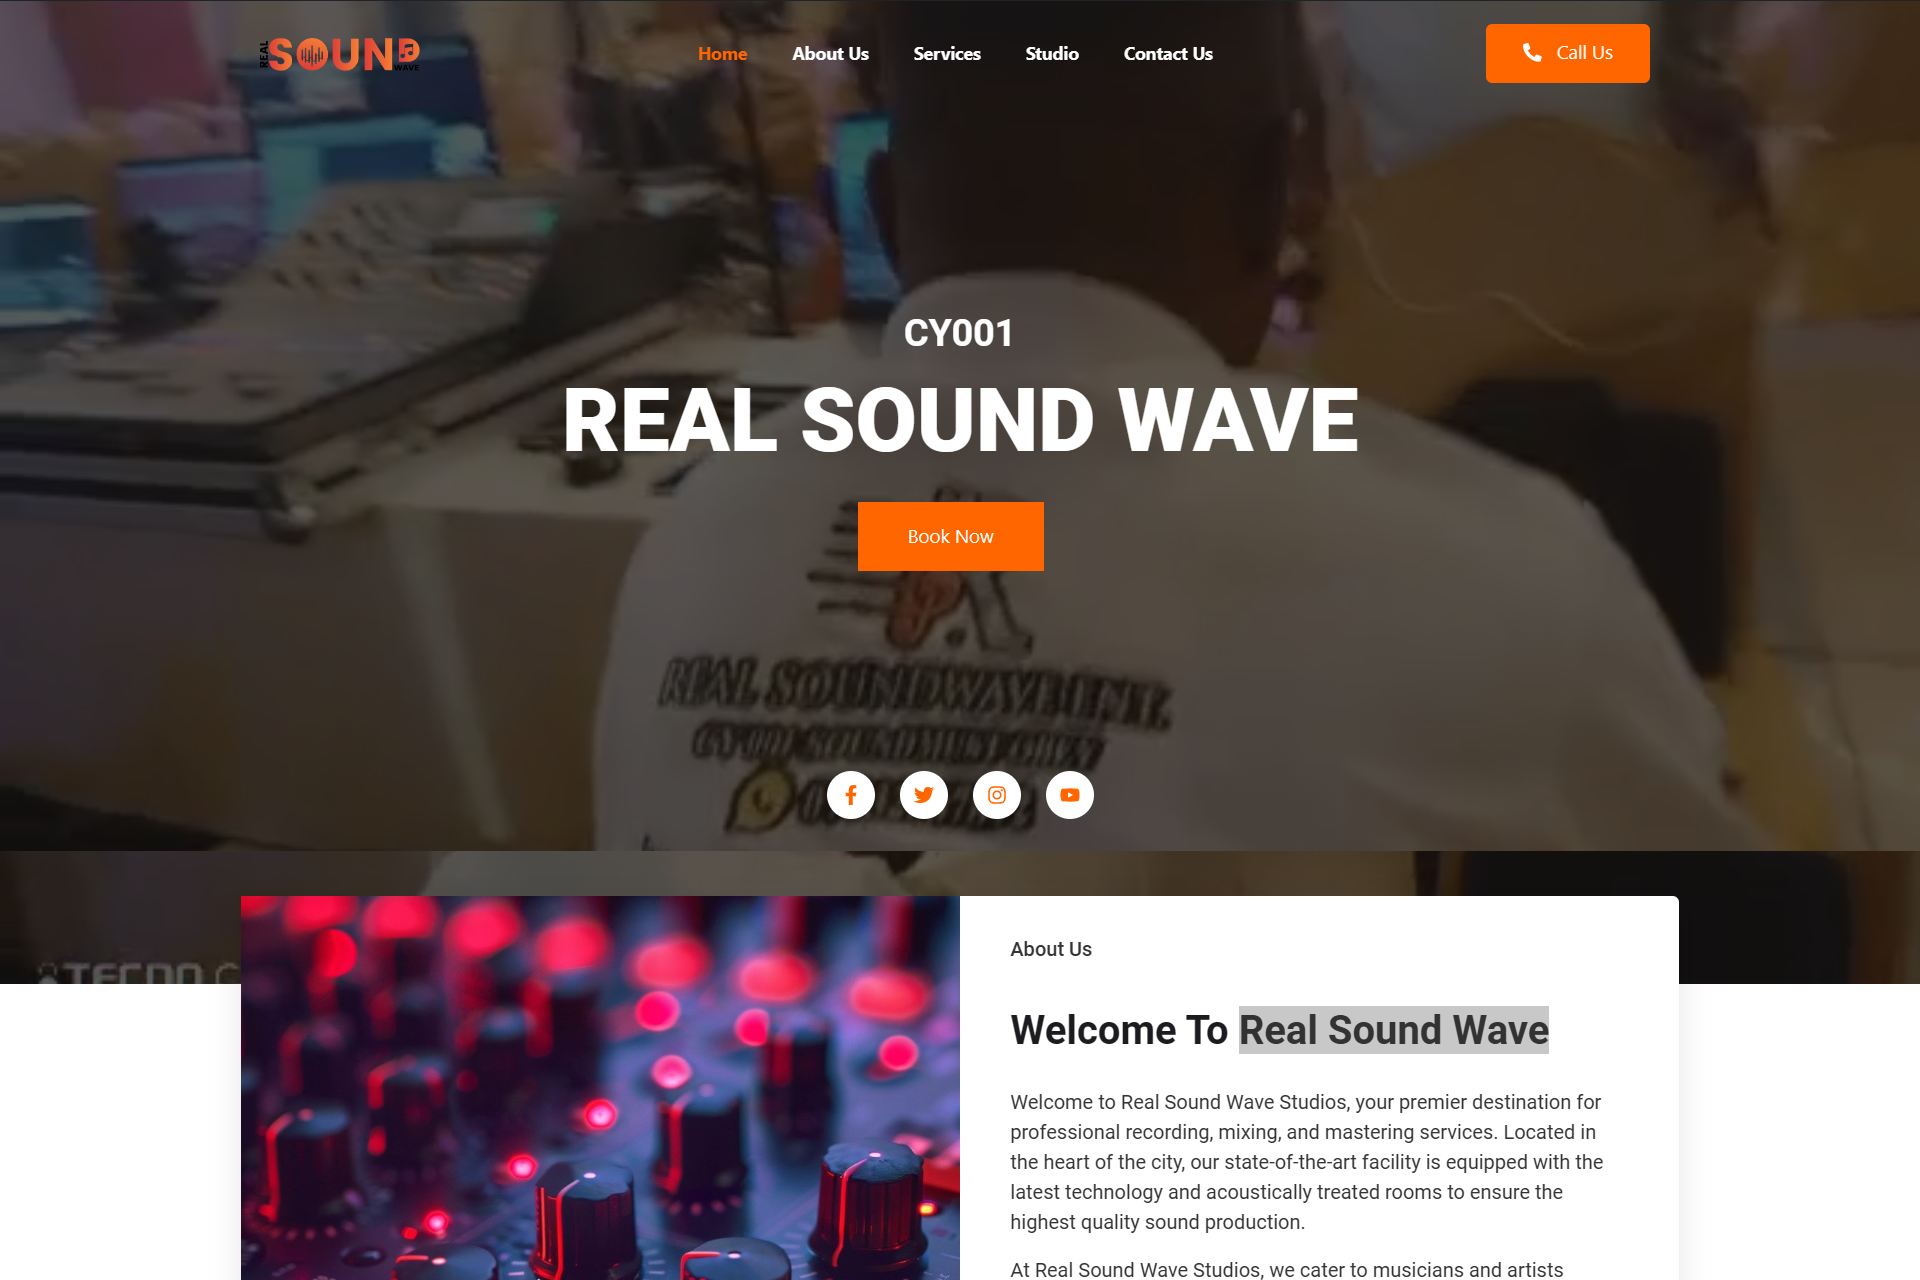 REAL SOUND WAVE
Home
About Us
Services
Studio
Contact Us
Call Us
CY001
REAL SOUND WAVE
Book Now
REAL SOUNDWAVE
TECNO C
About Us
Welcome To Real Sound Wave
Welcome to Real Sound Wave Studios, your premier destination for
professional recording, mixing, and mastering services. Located in
the heart of the city, our state-of-the-art facility is equipped with the
latest technology and acoustically treated rooms to ensure the
highest quality sound production.
At Real Sound Wave Studios, we cater to musicians and artists